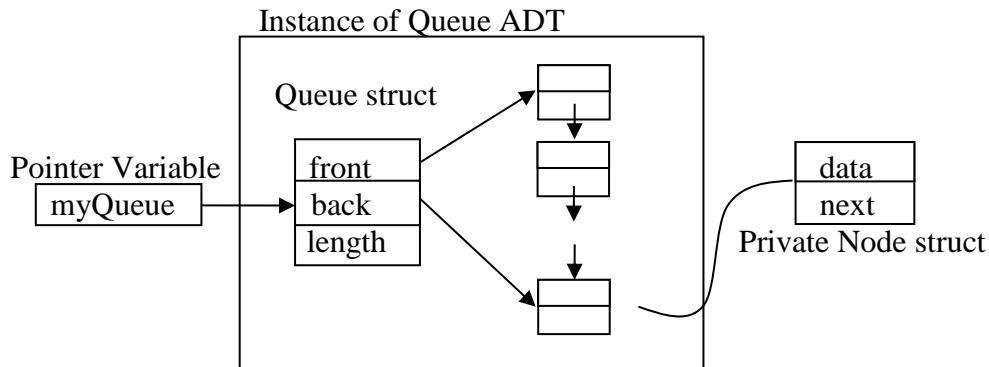 Instance of Queue ADT
Queue struct
Pointer Variable
myQueue
front
back
length
data
next
Private Node struct